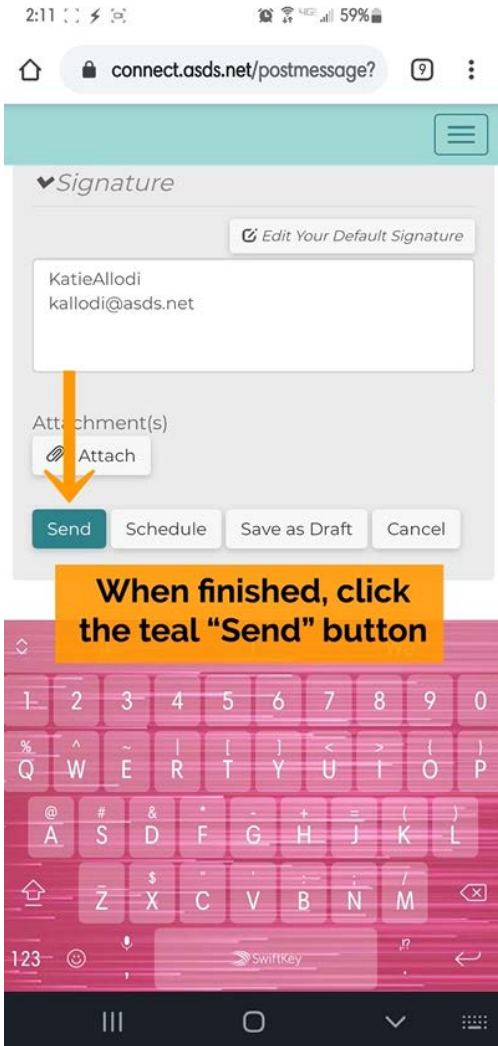 2:11
4GE 59%
connect.asds.net/postmessage? 9
Signature
Edit Your Default Signature
KatieAllodi
kallodi@asds.net
Attachment(s)
Attach
Send Schedule Save as Draft Cancel
When finished, click
the teal “Send” button
1 2 3 4 5 6 7 8 9 0
% ^ ~ | [ ] < > { }
Q W E R T Y U I O P
@ # & * - + = ( )
A S D F G H J K L
$ " ' : ; /
Z X C V B N M
123 , SwiftKey .
,!?